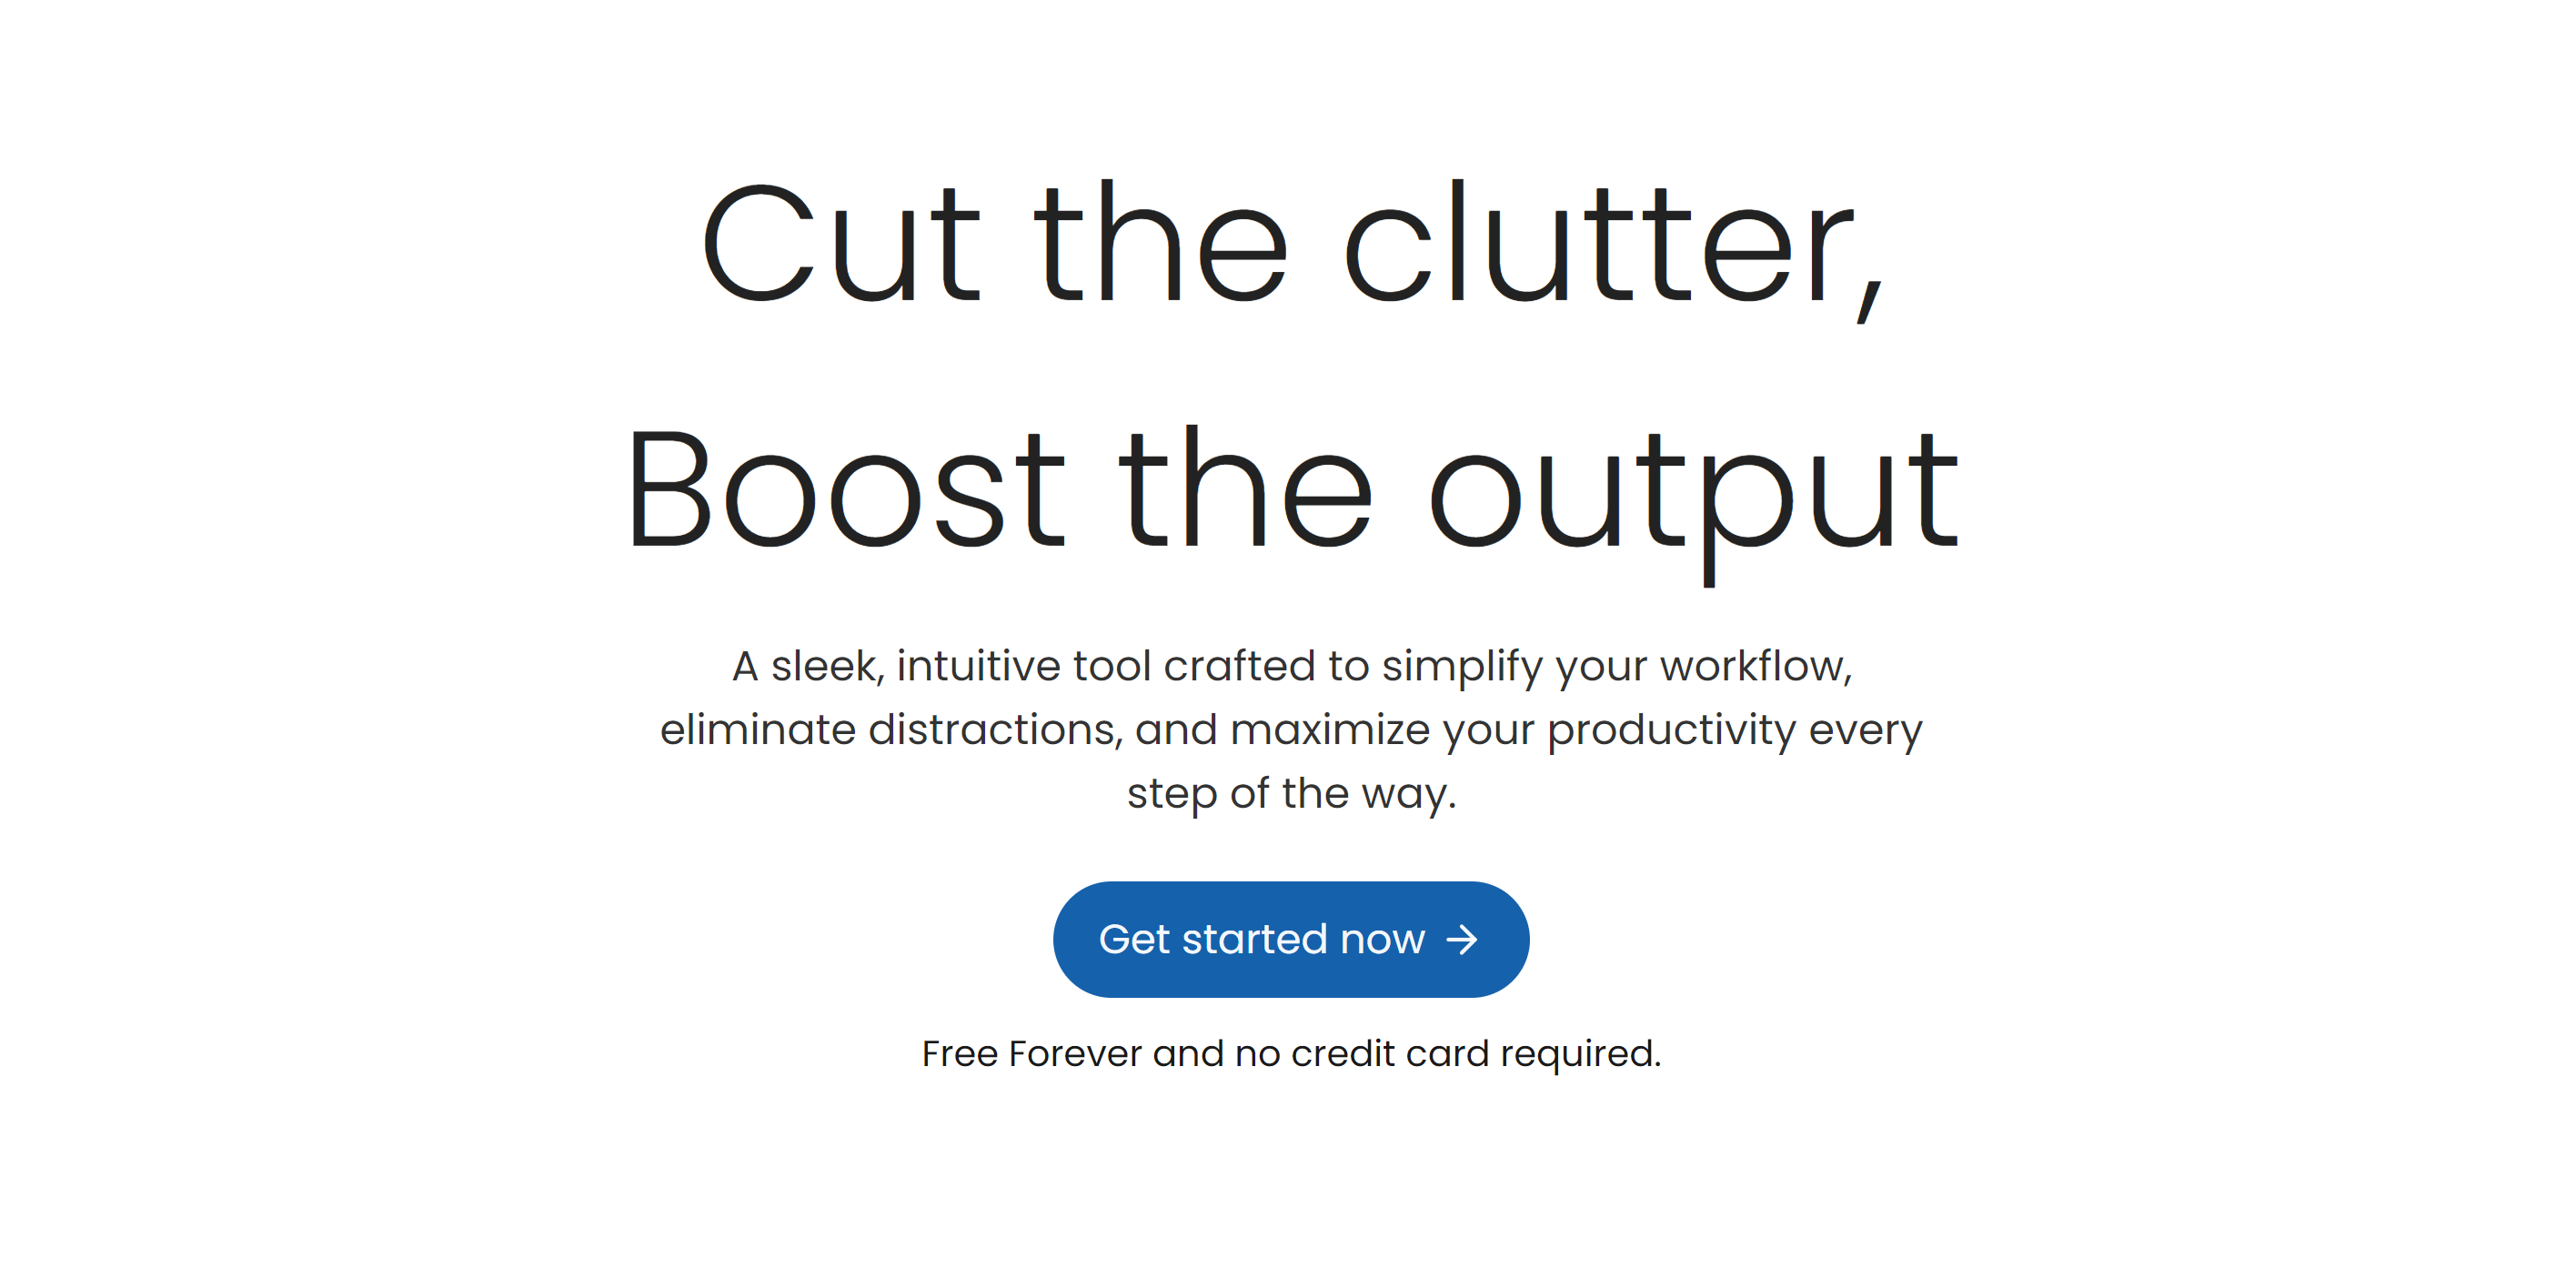 Cut the clutter,
Boost the output
A sleek, intuitive tool crafted to simplify your workflow,
eliminate distractions, and maximize your productivity every
step of the way.
Get started now →
Free Forever and no credit card required.